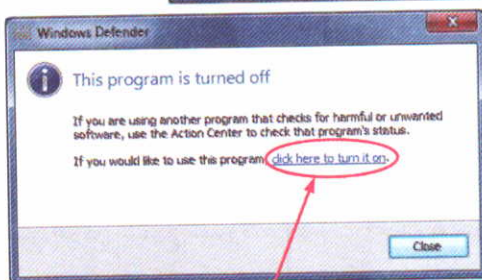 Windows Defender
This program is turned off
If you are using another program that checks for harmful or unwanted
software, use the Action Center to check that program's status.
If you would like to use this program, click here to turn it on.
Close